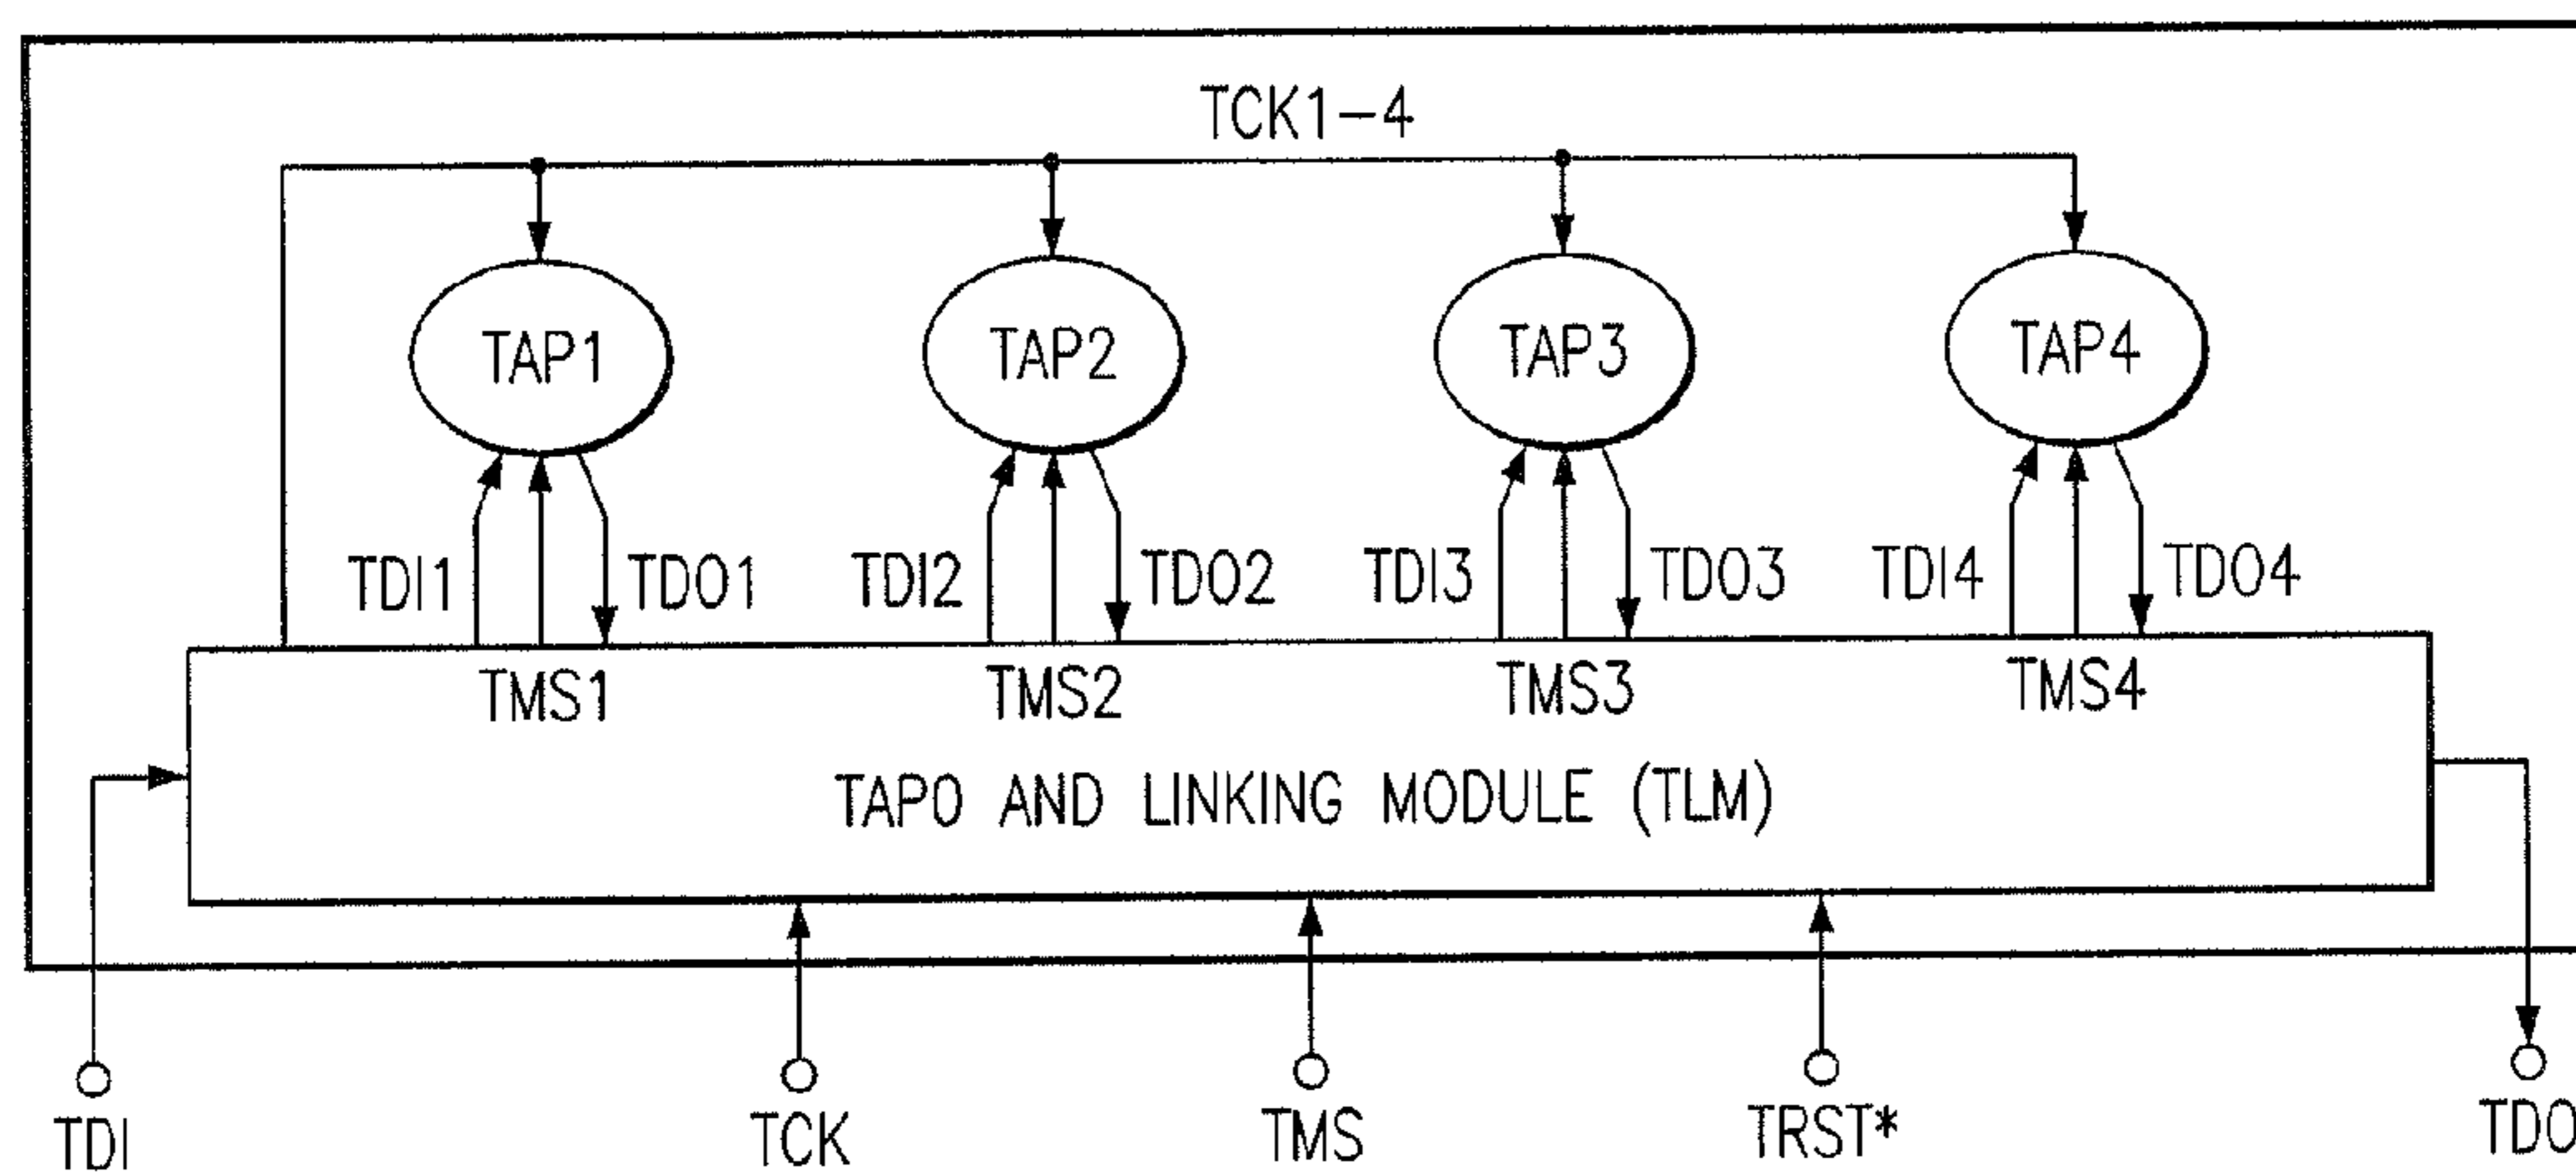 TCK1-4
TAP1 TAP2 TAP3 TAP4
TDI1 TDO1 TDI2 TDO2 TDI3 TDO3 TDI4 TDO4
TMS1 TMS2 TMS3 TMS4
TAP0 AND LINKING MODULE (TLM)
TDI TCK TMS TRST* TDO